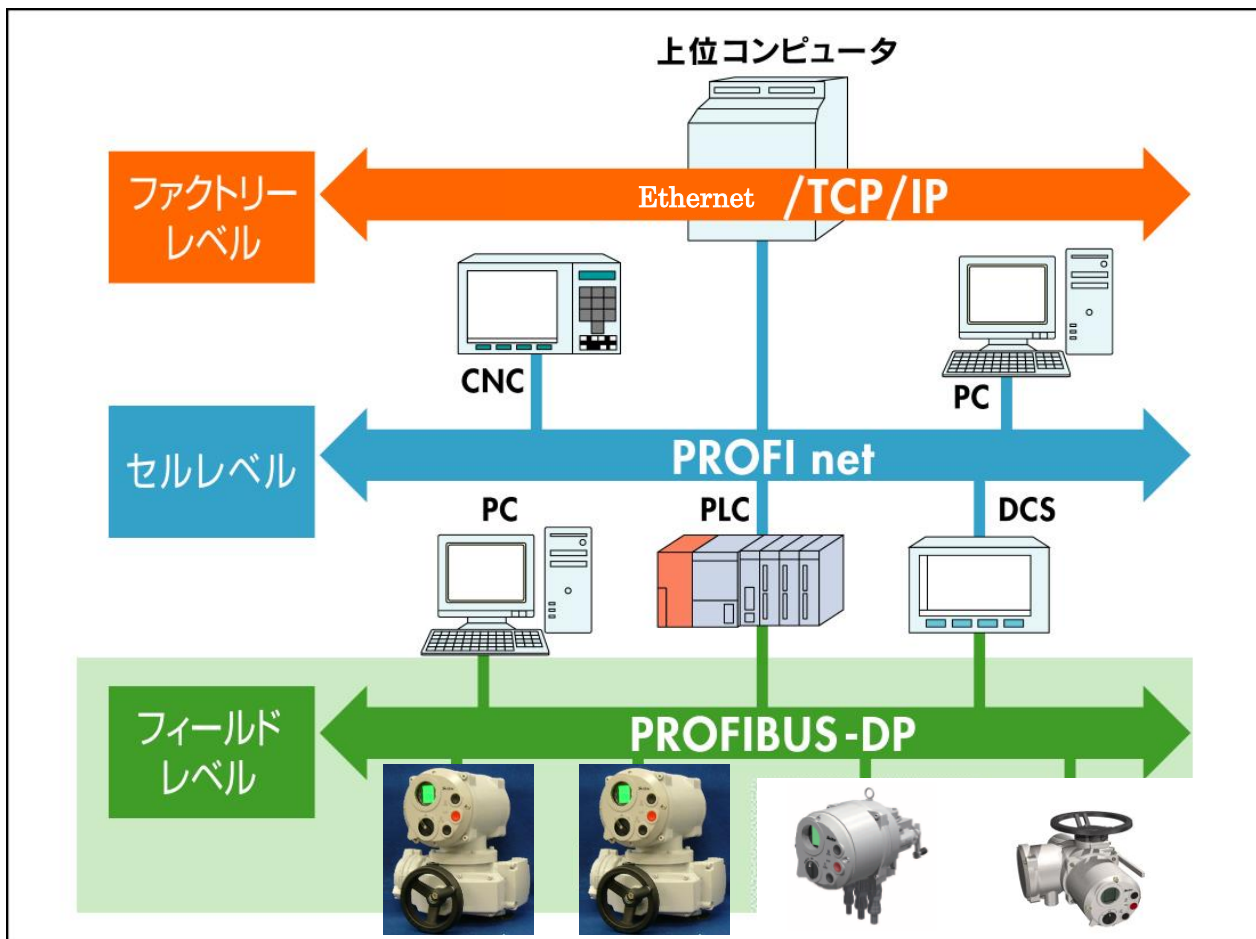 上位コンピュータ
ファクトリー
レベル
Ethernet /TCP/IP
CNC
PC
セルレベル
PROFI net
PC
PLC
DCS
フィールド
レベル
PROFIBUS-DP